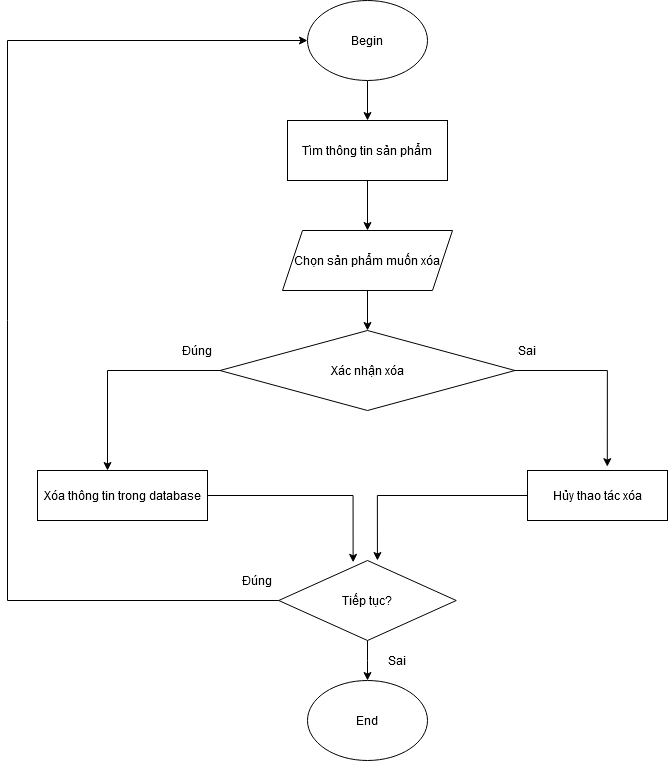 Begin
Tìm thông tin sản phẩm
Chọn sản phẩm muốn xóa
Đúng
Sai
Xác nhận xóa
Xóa thông tin trong database
Hủy thao tác xóa
Đúng
Tiếp tục?
Sai
End